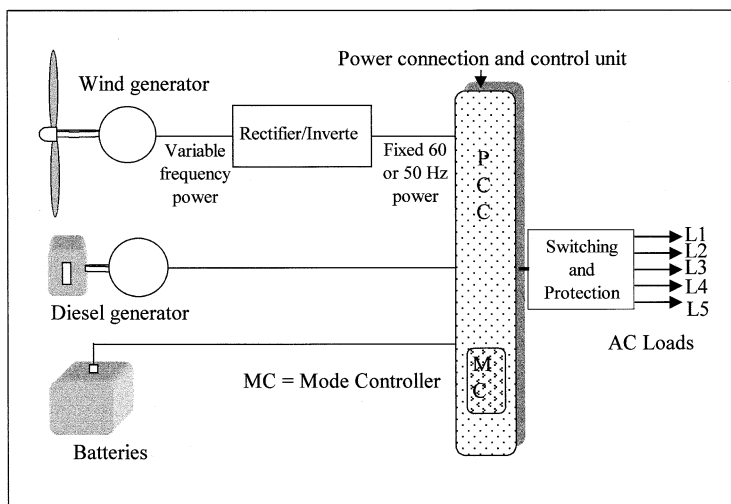 Power connection and control unit
Wind generator
Rectifier/Inverte
Variable
frequency
power
Fixed 60
or 50 Hz
power
P
C
C
Switching
and
Protection
L1
L2
L3
L4
L5
AC Loads
Diesel generator
MC = Mode Controller
M
C
Batteries